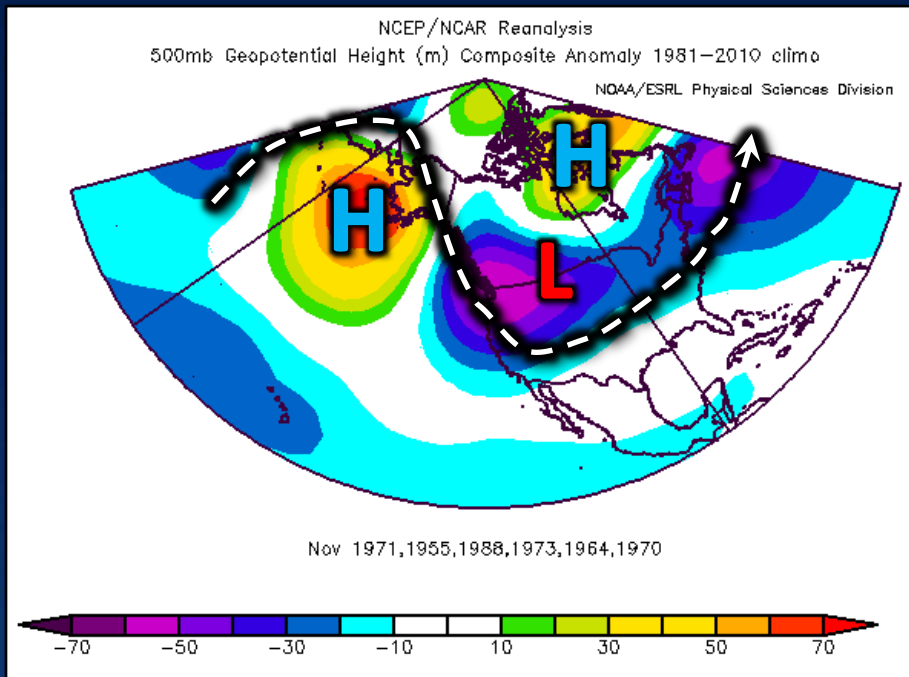 NCEP/NCAR Reanalysis
500mb Geopotential Height (m) Composite Anomaly 1981-2010 climo
NOAA/ESRL Physical Sciences Division
H
H
L
Nov 1971,1955,1988,1973,1964,1970
-70 -50 -30 -10 10 30 50 70